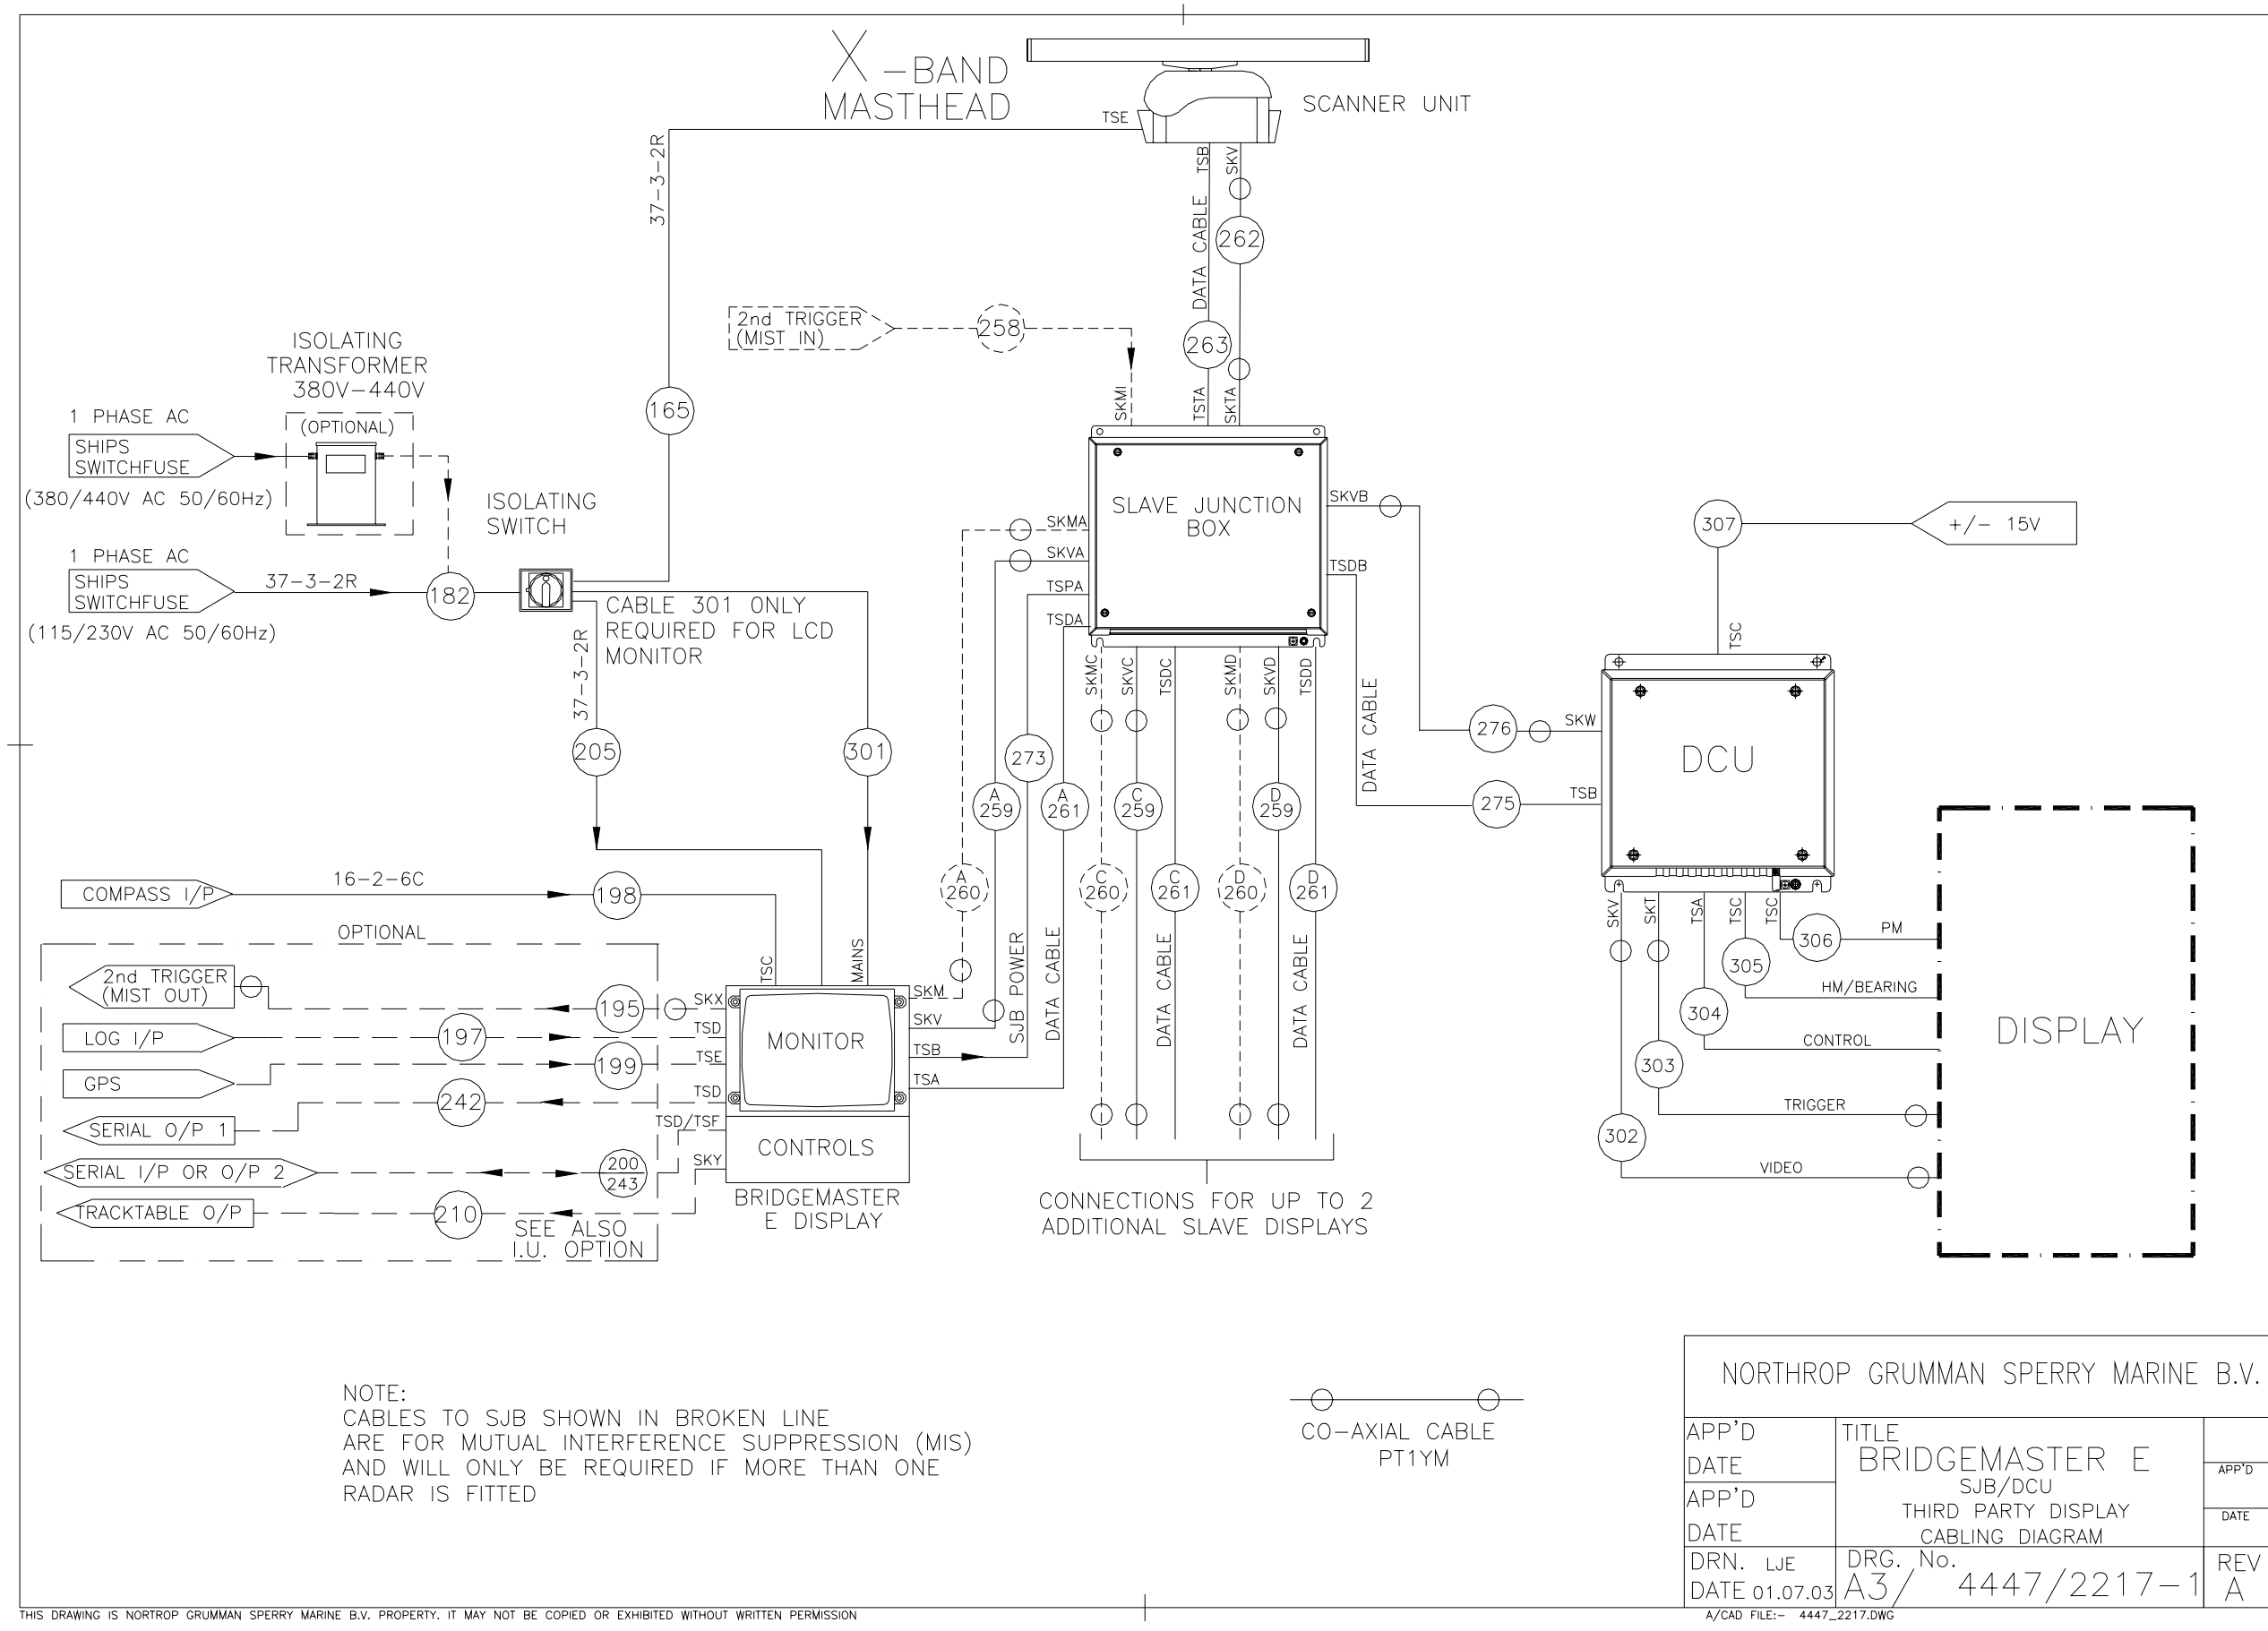 X-BAND
MASTHEAD
SCANNER UNIT
TSE
37-3-2R
TSB
SKV
DATA CABLE
262
263
2nd TRIGGER
(MIST IN)
258
SKMI
TSTA
SKTA
165
ISOLATING
TRANSFORMER
380V-440V
(OPTIONAL)
1 PHASE AC
SHIPS
SWITCHFUSE
(380/440V AC 50/60Hz)
ISOLATING
SWITCH
1 PHASE AC
SHIPS
SWITCHFUSE
(115/230V AC 50/60Hz)
37-3-2R
182
CABLE 301 ONLY
REQUIRED FOR LCD
MONITOR
37-3-2R
205
301
SLAVE JUNCTION
BOX
SKMA
SKVA
TSPA
TSDA
SKVB
TSDB
SKMC
SKVC
TSDC
SKMD
SKVD
TSDD
DATA CABLE
307
+/- 15V
TSC
276
SKW
275
TSB
DCU
273
A
259
A
261
C
259
D
259
A
260
C
260
C
261
D
260
D
261
SJB POWER
DATA CABLE
DATA CABLE
DATA CABLE
COMPASS I/P
16-2-6C
198
OPTIONAL
TSC
MAINS
2nd TRIGGER
(MIST OUT)
195
SKX
LOG I/P
197
TSD
GPS
199
TSE
SERIAL O/P 1
242
TSD
TSD/TSF
SERIAL I/P OR O/P 2
200
243
SKY
TRACKTABLE O/P
210
SEE ALSO
I.U. OPTION
MONITOR
CONTROLS
BRIDGEMASTER
E DISPLAY
SKM
SKV
TSB
TSA
CONNECTIONS FOR UP TO 2
ADDITIONAL SLAVE DISPLAYS
SKV
SKT
TSA
TSC
TSC
306
PM
305
HM/BEARING
304
CONTROL
303
TRIGGER
302
VIDEO
DISPLAY
NOTE:
CABLES TO SJB SHOWN IN BROKEN LINE
ARE FOR MUTUAL INTERFERENCE SUPPRESSION (MIS)
AND WILL ONLY BE REQUIRED IF MORE THAN ONE
RADAR IS FITTED
CO-AXIAL CABLE
PT1YM
NORTHROP GRUMMAN SPERRY MARINE B.V.
APP'D
DATE
APP'D
DATE
DRN. LJE
DATE 01.07.03
TITLE
BRIDGEMASTER E
SJB/DCU
THIRD PARTY DISPLAY
CABLING DIAGRAM
DRG. No.
A3/ 4447/2217-1
APP'D
DATE
REV
A
THIS DRAWING IS NORTROP GRUMMAN SPERRY MARINE B.V. PROPERTY. IT MAY NOT BE COPIED OR EXHIBITED WITHOUT WRITTEN PERMISSION
A/CAD FILE:- 4447_2217.DWG